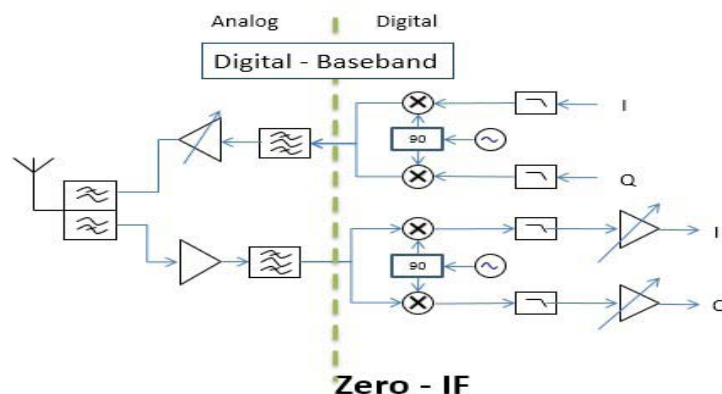 Analog Digital
Digital - Baseband
I
90
Q
I
90
Zero - IF